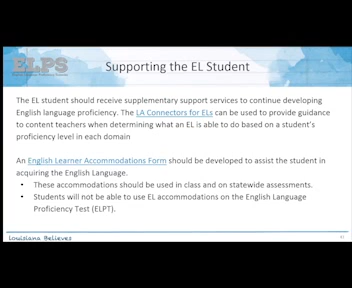 ELPS
Supporting the EL Student
The EL student should receive supplementary support services to continue developing
English language proficiency. The LA Connectors for ELs can be used to provide guidance
to content teachers when determining what an EL is able to do based on a student's
proficiency level in each domain
An English Learner Accommodations Form should be developed to assist the student in
acquiring the English Language.
• These accommodations should be used in class and on statewide assessments.
• Students will not be able to use EL accommodations on the English Language
Proficiency Test (ELPT).
Louisiana Believes